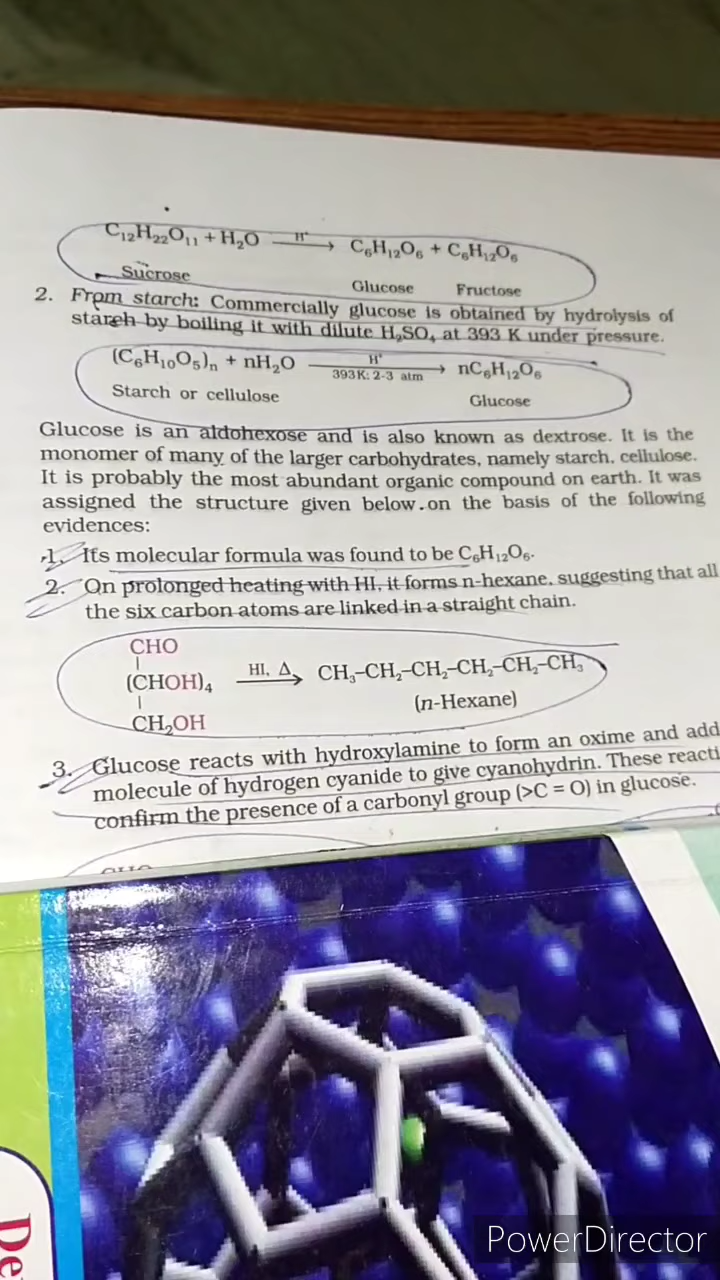 C₁₂H₂₂O₁₁ + H₂O —H⁺→ C₆H₁₂O₆ + C₆H₁₂O₆
Sucrose Glucose Fructose
2. From starch: Commercially glucose is obtained by hydrolysis of
starch by boiling it with dilute H₂SO₄ at 393 K under pressure.
(C₆H₁₀O₅)ₙ + nH₂O —H⁺ / 393 K; 2-3 atm→ nC₆H₁₂O₆
Starch or cellulose Glucose
Glucose is an aldohexose and is also known as dextrose. It is the
monomer of many of the larger carbohydrates, namely starch, cellulose.
It is probably the most abundant organic compound on earth. It was
assigned the structure given below on the basis of the following
evidences:
1. Its molecular formula was found to be C₆H₁₂O₆.
2. On prolonged heating with HI, it forms n-hexane, suggesting that all
the six carbon atoms are linked in a straight chain.
CHO
(CHOH)₄ —HI, Δ→ CH₃–CH₂–CH₂–CH₂–CH₂–CH₃
CH₂OH (n-Hexane)
3. Glucose reacts with hydroxylamine to form an oxime and add
molecule of hydrogen cyanide to give cyanohydrin. These reacti
confirm the presence of a carbonyl group (>C = O) in glucose.
De
PowerDirector